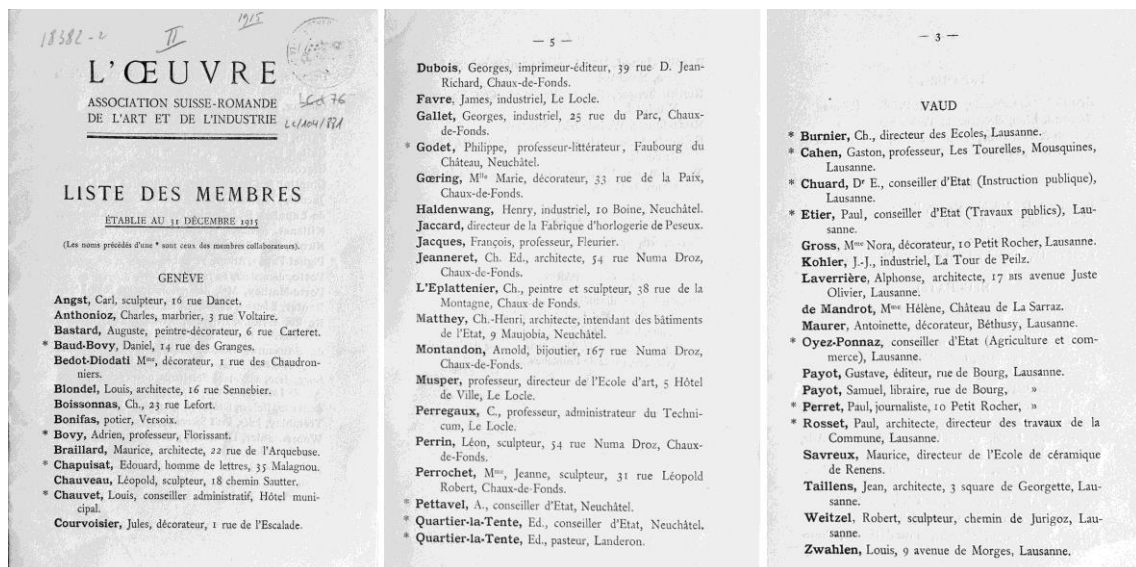 18382-2
II
1915
L'ŒUVRE
ASSOCIATION SUISSE-ROMANDE
DE L'ART ET DE L'INDUSTRIE
LISTE DES MEMBRES
ÉTABLIE AU 31 DÉCEMBRE 1915
(Les noms précédés d'une * sont ceux des membres collaborateurs).
GENÈVE
Angst, Carl, sculpteur, 16 rue Dancet.
Anthonioz, Charles, marbrier, 3 rue Voltaire.
Bastard, Auguste, peintre-décorateur, 6 rue Carteret.
* Baud-Bovy, Daniel, 14 rue des Granges.
Bedot-Diodati Mme, décorateur, 1 rue des Chaudron-
niers.
Blondel, Louis, architecte, 16 rue Sennebier.
Boissonnas, Ch., 23 rue Lefort.
Bonifas, potier, Versoix.
* Bovy, Adrien, professeur, Florissant.
Braillard, Maurice, architecte, 22 rue de l'Arquebuse.
* Chapuisat, Edouard, homme de lettres, 35 Malagnou.
Chauveau, Léopold, sculpteur, 18 chemin Sautter.
* Chauvet, Louis, conseiller administratif, Hôtel muni-
cipal.
Courvoisier, Jules, décorateur, 1 rue de l'Escalade.
— 5 —
Dubois, Georges, imprimeur-éditeur, 39 rue D. Jean-
Richard, Chaux-de-Fonds.
Favre, James, industriel, Le Locle.
Gallet, Georges, industriel, 25 rue du Parc, Chaux-
de-Fonds.
* Godet, Philippe, professeur-littérateur, Faubourg du
Château, Neuchâtel.
Gœring, Mlle Marie, décorateur, 33 rue de la Paix,
Chaux-de-Fonds.
Haldenwang, Henry, industriel, 10 Boine, Neuchâtel.
Jaccard, directeur de la Fabrique d'horlogerie de Peseux.
Jacques, François, professeur, Fleurier.
Jeanneret, Ch. Ed., architecte, 54 rue Numa Droz,
Chaux-de-Fonds.
L'Eplattenier, Ch., peintre et sculpteur, 38 rue de la
Montagne, Chaux de Fonds.
Matthey, Ch.-Henri, architecte, intendant des bâtiments
de l'Etat, 9 Maujobia, Neuchâtel.
Montandon, Arnold, bijoutier, 167 rue Numa Droz,
Chaux-de-Fonds.
Musper, professeur, directeur de l'Ecole d'art, 5 Hôtel
de Ville, Le Locle.
Perregaux, C., professeur, administrateur du Techni-
cum, Le Locle.
Perrin, Léon, sculpteur, 54 rue Numa Droz, Chaux-
de-Fonds.
Perrochet, Mme, Jeanne, sculpteur, 31 rue Léopold
Robert, Chaux-de-Fonds.
* Pettavel, A., conseiller d'Etat, Neuchâtel.
* Quartier-la-Tente, Ed., conseiller d'Etat, Neuchâtel.
* Quartier-la-Tente, Ed., pasteur, Landeron.
— 3 —
VAUD
* Burnier, Ch., directeur des Ecoles, Lausanne.
* Cahen, Gaston, professeur, Les Tourelles, Mousquines,
Lausanne.
* Chuard, Dr E., conseiller d'Etat (Instruction publique),
Lausanne.
* Etier, Paul, conseiller d'Etat (Travaux publics), Lau-
sanne.
Gross, Mme Nora, décorateur, 10 Petit Rocher, Lausanne.
Kohler, J.-J., industriel, La Tour de Peilz.
Laverrière, Alphonse, architecte, 17 BIS avenue Juste
Olivier, Lausanne.
de Mandrot, Mme Hélène, Château de La Sarraz.
Maurer, Antoinette, décorateur, Béthusy, Lausanne.
* Oyez-Ponnaz, conseiller d'Etat (Agriculture et com-
merce), Lausanne.
Payot, Gustave, éditeur, rue de Bourg, Lausanne.
Payot, Samuel, libraire, rue de Bourg, »
* Perret, Paul, journaliste, 10 Petit Rocher, »
* Rosset, Paul, architecte, directeur des travaux de la
Commune, Lausanne.
Savreux, Maurice, directeur de l'Ecole de céramique
de Renens.
Taillens, Jean, architecte, 3 square de Georgette, Lau-
sanne.
Weitzel, Robert, sculpteur, chemin de Jurigoz, Lau-
sanne.
Zwahlen, Louis, 9 avenue de Morges, Lausanne.